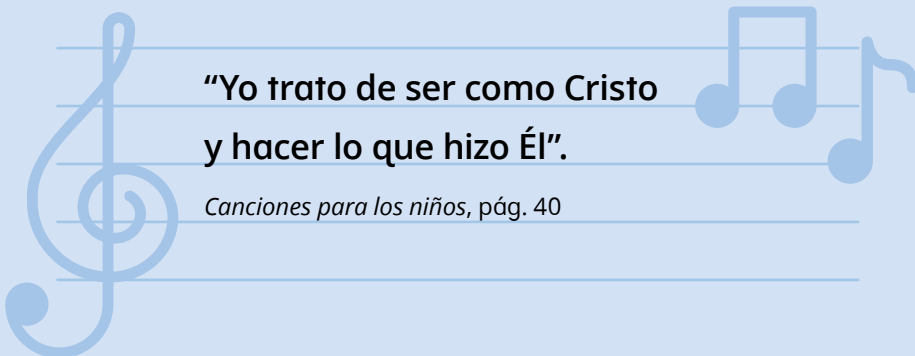 “Yo trato de ser como Cristo
y hacer lo que hizo Él”.
Canciones para los niños, pág. 40